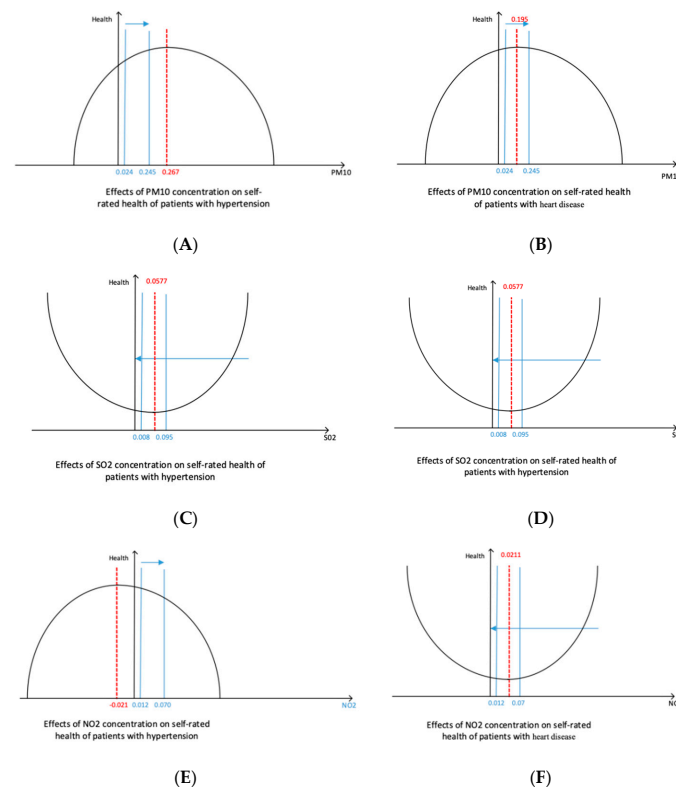 Health
0.024 0.245 0.267 PM10
Effects of PM10 concentration on self-
rated health of patients with hypertension
(A)
Health 0.195
0.024 0.245 PM1
Effects of PM10 concentration on self-rated health
of patients with heart disease
(B)
Health 0.0577
0.008 0.095 SO2
Effects of SO2 concentration on self-rated health of
patients with hypertension
(C)
Health 0.0577
0.008 0.095 S
Effects of SO2 concentration on self-rated health of
patients with hypertension
(D)
Health
-0.021 0.012 0.070 NO2
Effects of NO2 concentration on self-rated
health of patients with hypertension
(E)
Health 0.0211
0.012 0.07 NO
Effects of NO2 concentration on self-rated
health of patients with heart disease
(F)